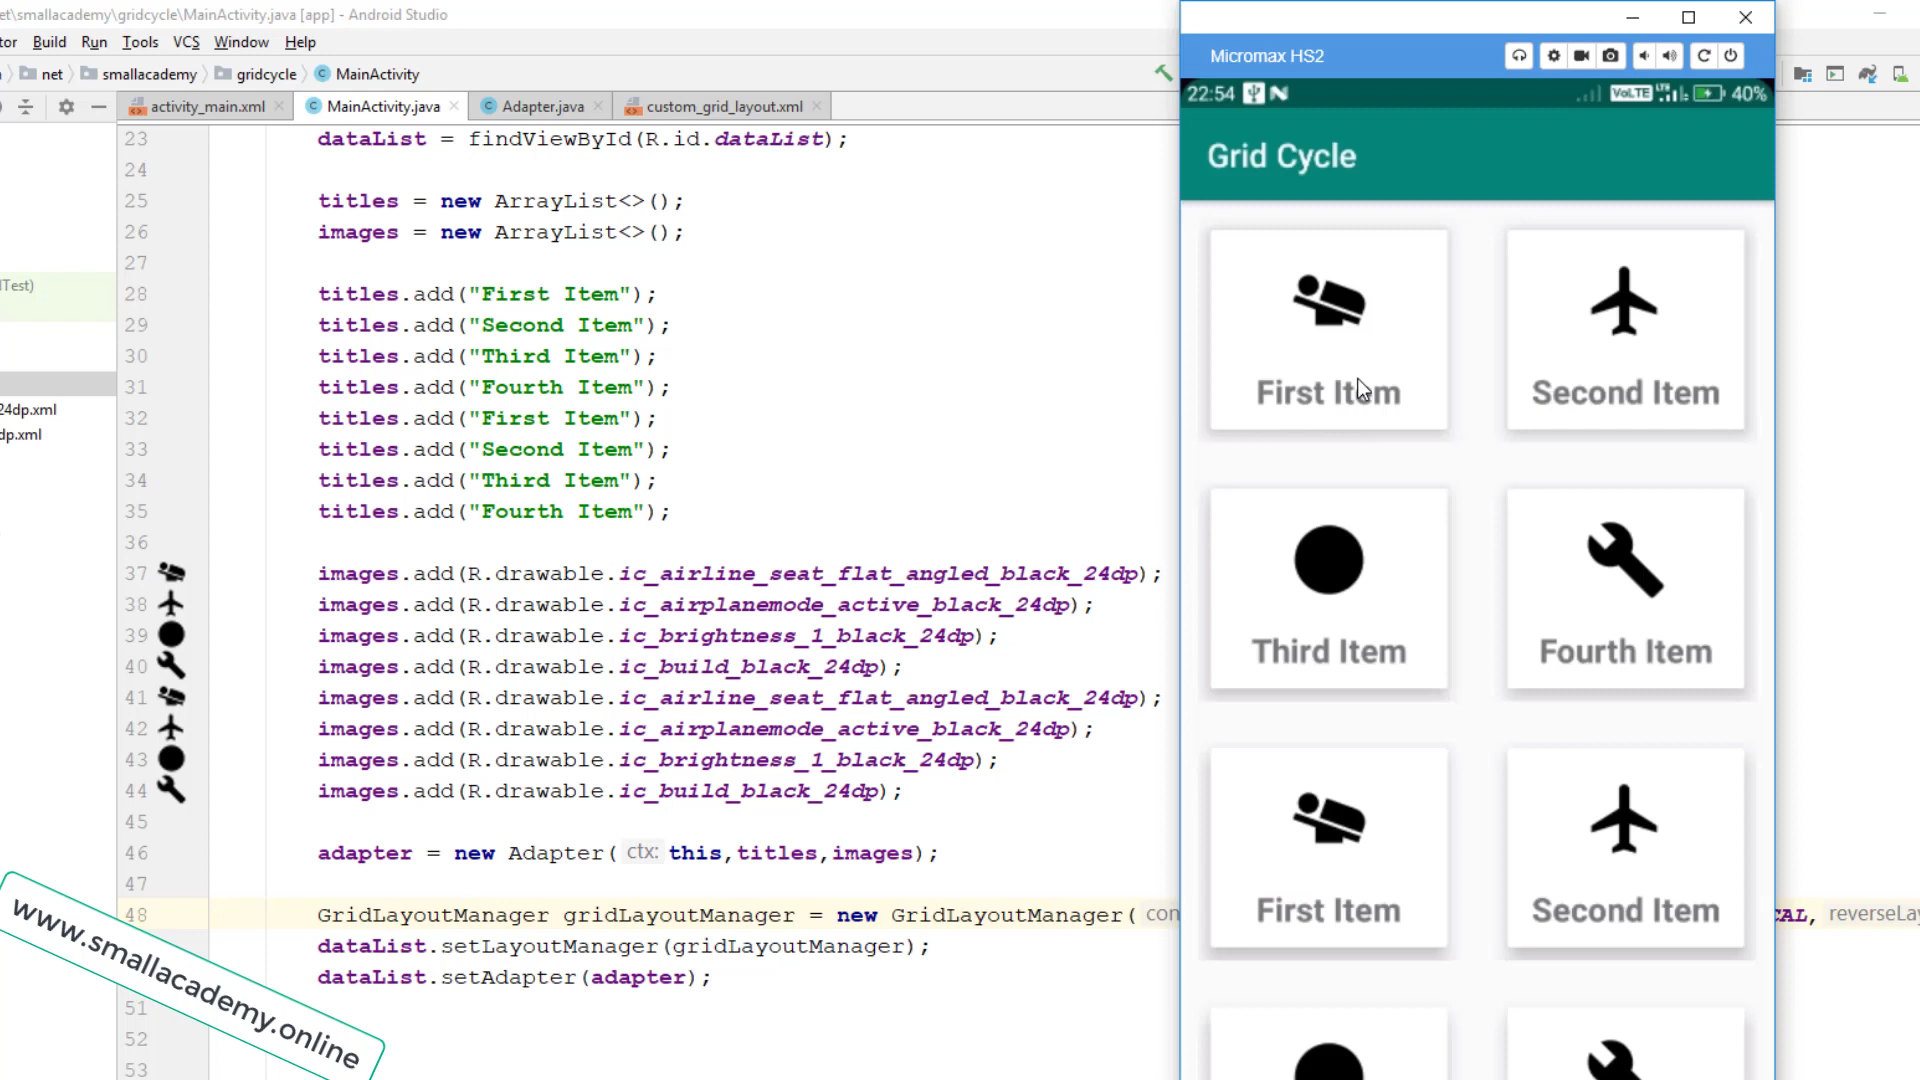 et\smallacademy\gridcycle\MainActivity.java [app] - Android Studio
tor Build Run Tools VCS Window Help
net smallacademy gridcycle MainActivity
activity_main.xml MainActivity.java Adapter.java custom_grid_layout.xml
lTest)
24dp.xml
dp.xml
23 dataList = findViewById(R.id.dataList);
24
25 titles = new ArrayList<>();
26 images = new ArrayList<>();
27
28 titles.add("First Item");
29 titles.add("Second Item");
30 titles.add("Third Item");
31 titles.add("Fourth Item");
32 titles.add("First Item");
33 titles.add("Second Item");
34 titles.add("Third Item");
35 titles.add("Fourth Item");
36
37 images.add(R.drawable.ic_airline_seat_flat_angled_black_24dp);
38 images.add(R.drawable.ic_airplanemode_active_black_24dp);
39 images.add(R.drawable.ic_brightness_1_black_24dp);
40 images.add(R.drawable.ic_build_black_24dp);
41 images.add(R.drawable.ic_airline_seat_flat_angled_black_24dp);
42 images.add(R.drawable.ic_airplanemode_active_black_24dp);
43 images.add(R.drawable.ic_brightness_1_black_24dp);
44 images.add(R.drawable.ic_build_black_24dp);
45
46 adapter = new Adapter( ctx: this,titles,images);
47
48 GridLayoutManager gridLayoutManager = new GridLayoutManager( con CAL, reverseLay
dataList.setLayoutManager(gridLayoutManager);
dataList.setAdapter(adapter);
51
52
53
www.smallacademy.online
Micromax HS2
22:54 VoLTE LTE 40%
Grid Cycle
First Item Second Item
Third Item Fourth Item
First Item Second Item